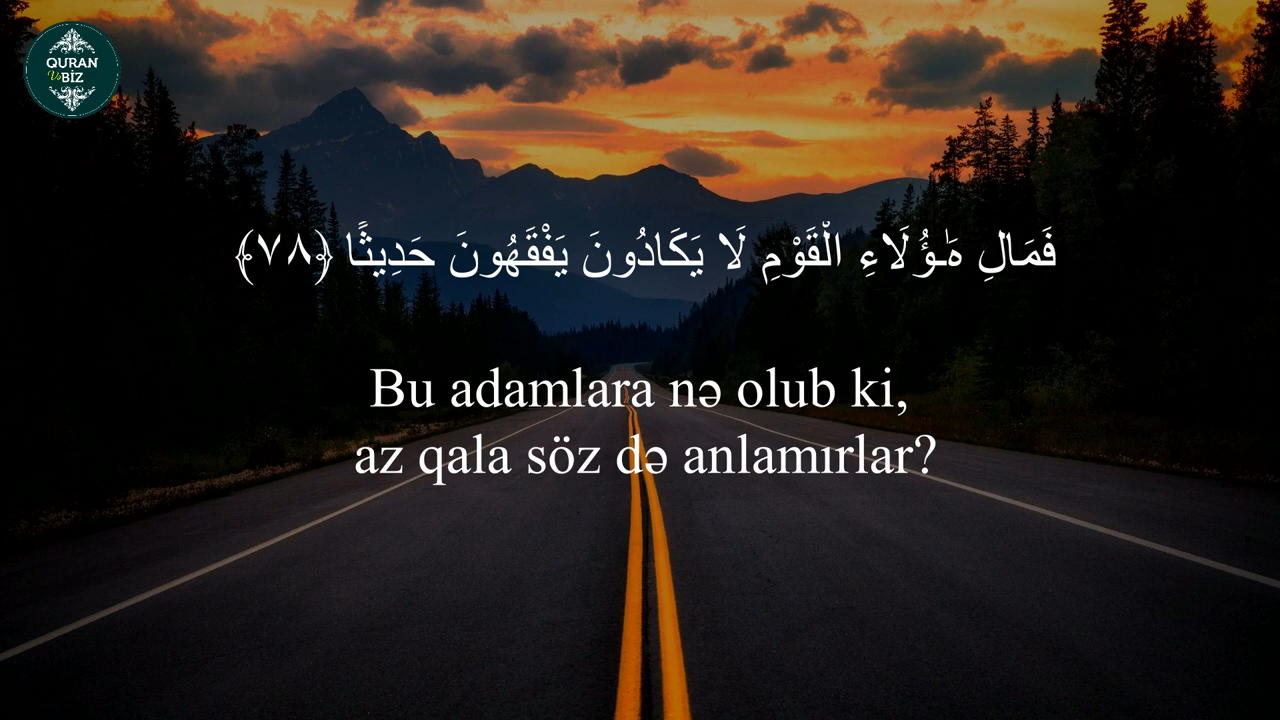 QURAN
Və
BİZ
فَمَالِ هَٰؤُلَاءِ الْقَوْمِ لَا يَكَادُونَ يَفْقَهُونَ حَدِيثًا ﴿٧٨﴾
Bu adamlara nə olub ki,
az qala söz də anlamırlar?